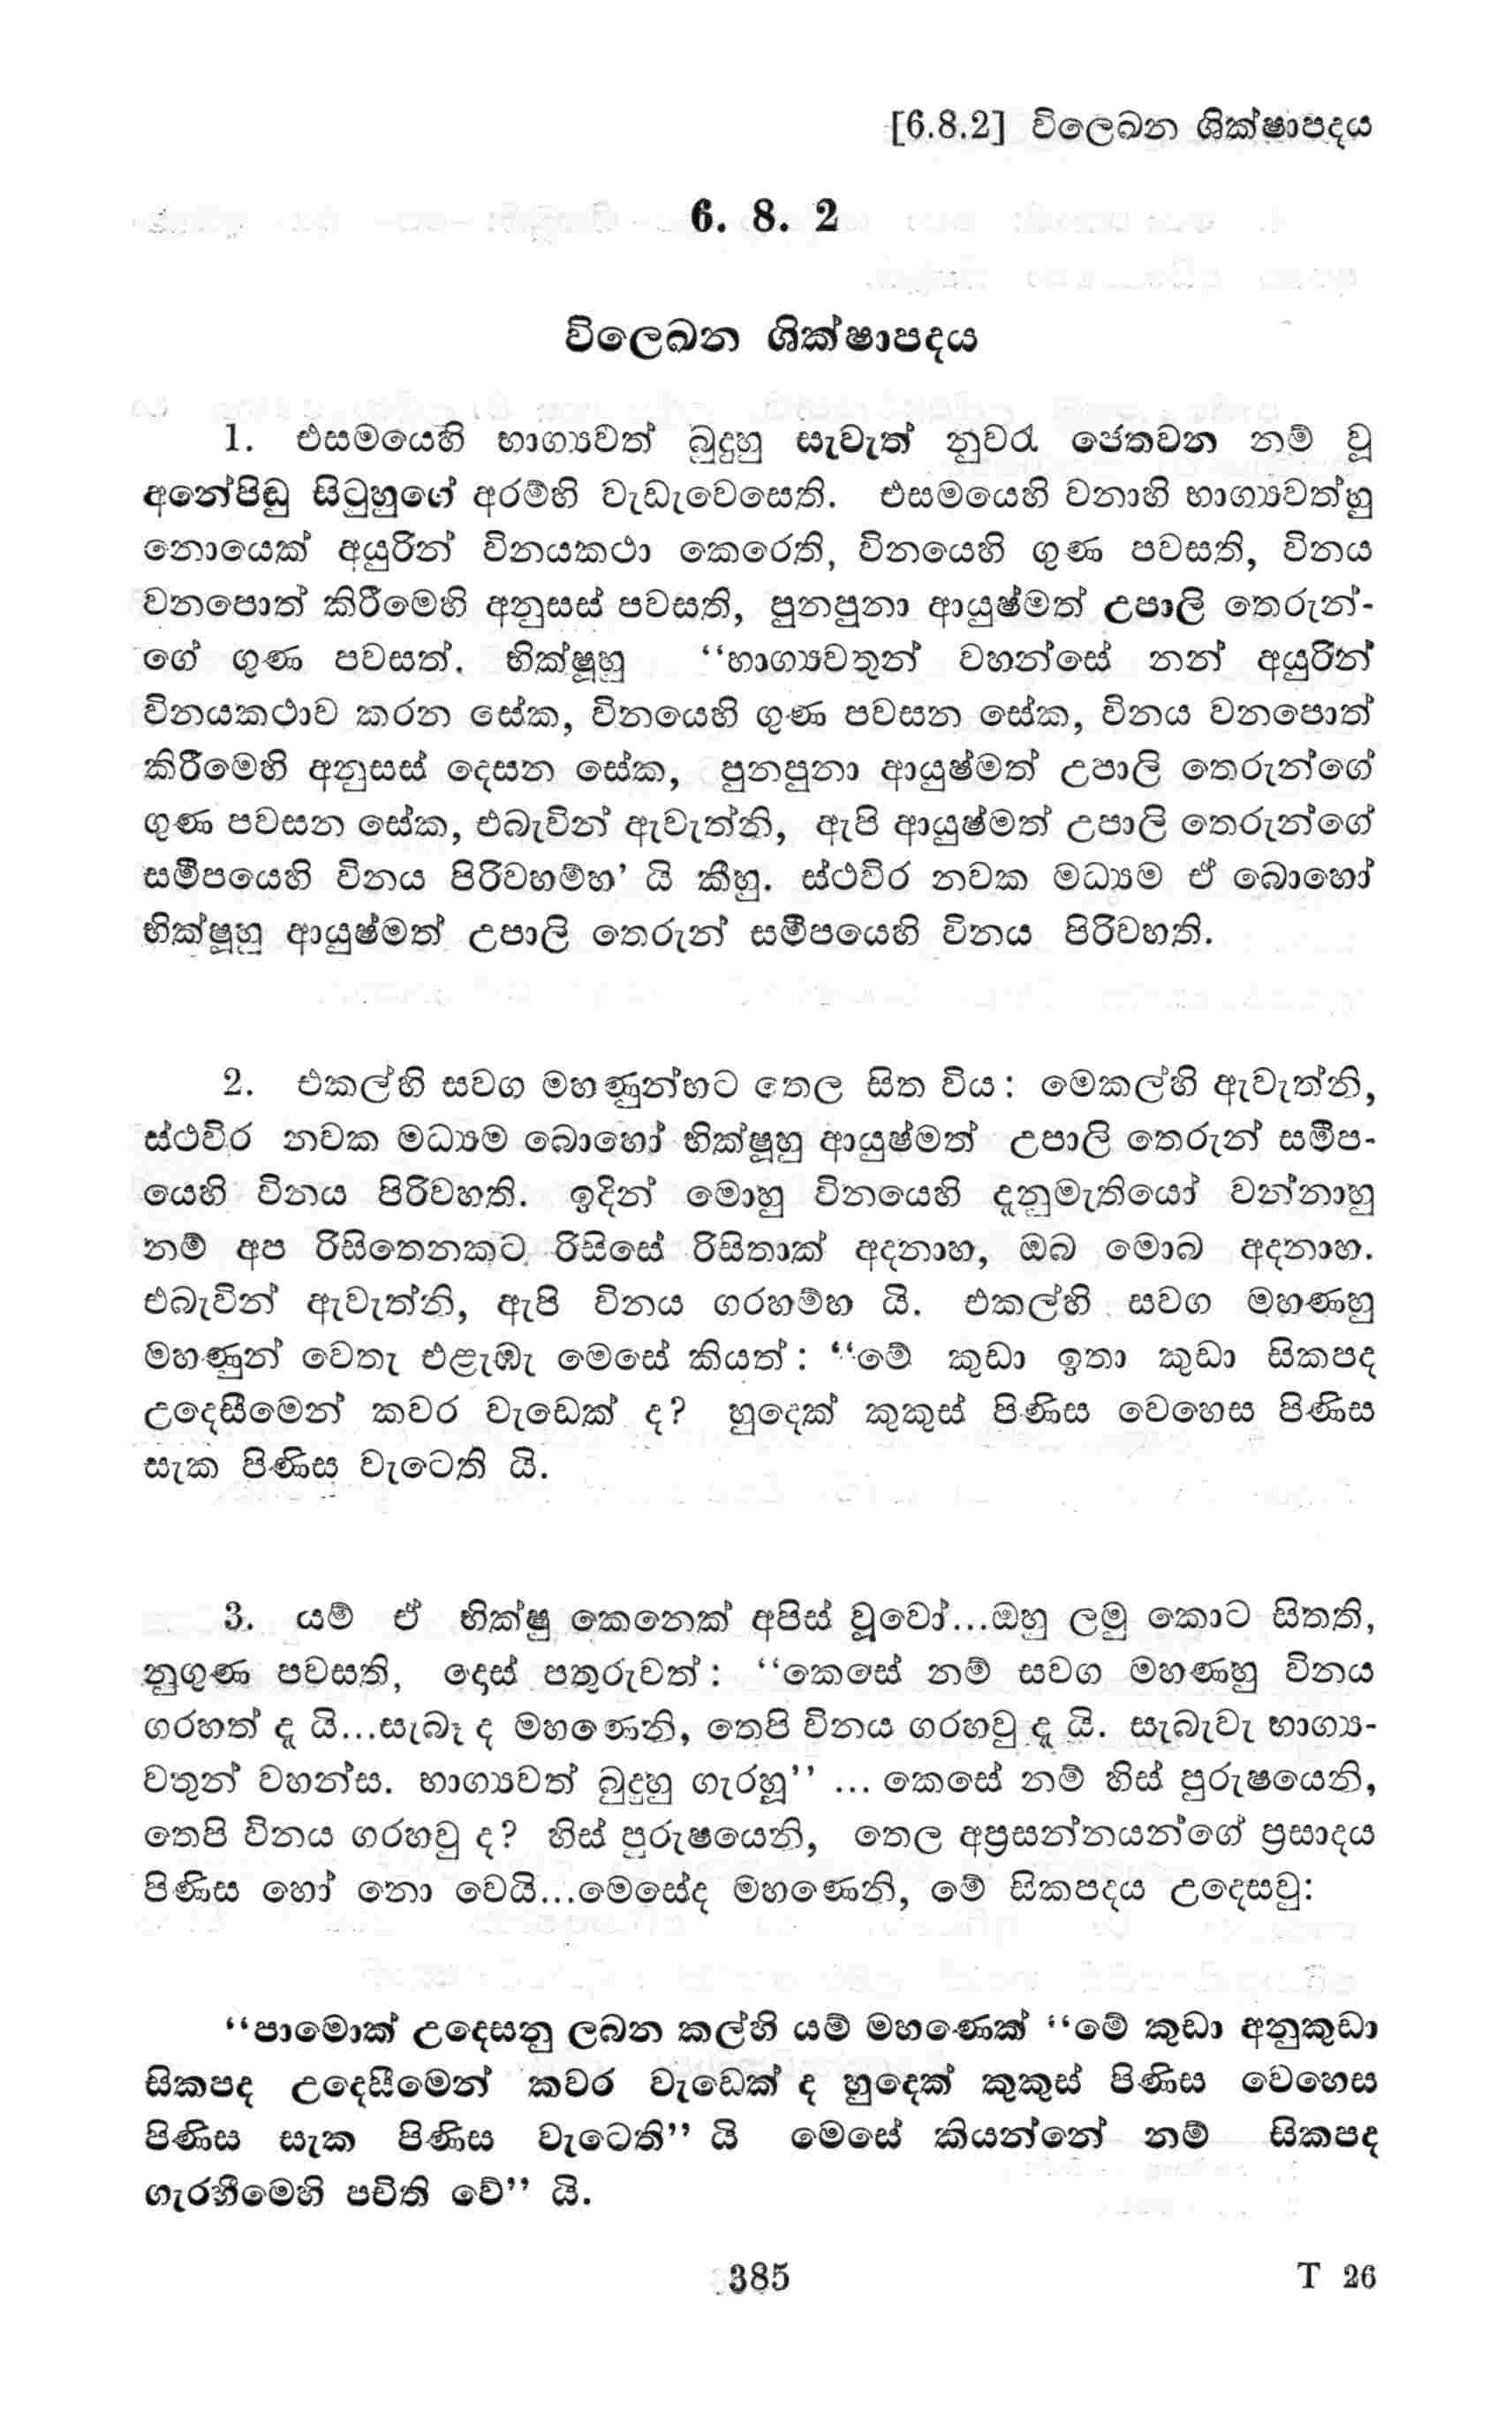 [6.8.2] විලෙඛන ශික්ෂාපදය
6. 8. 2
විලෙඛන ශික්ෂාපදය
1. එසමයෙහි භාග්‍යවත් බුදුහු සැවැත් නුවර ජෙතවන නම් වූ
අනේපිඬු සිටුහුගේ අරම්හි වැඩැවෙසෙති. එසමයෙහි වනාහි භාග්‍යවත්හු
නොයෙක් අයුරින් විනයකථා කෙරෙති, විනයෙහි ගුණ පවසති, විනය
වනපොත් කිරීමෙහි අනුසස් පවසති, පුනපුනා ආයුෂ්මත් උපාලි තෙරුන්-
ගේ ගුණ පවසත්. භික්ෂූහු “භාග්‍යවතුන් වහන්සේ නන් අයුරින්
විනයකථාව කරන සේක, විනයෙහි ගුණ පවසන සේක, විනය වනපොත්
කිරීමෙහි අනුසස් දෙසන සේක, පුනපුනා ආයුෂ්මත් උපාලි තෙරුන්ගේ
ගුණ පවසන සේක, එබැවින් ඇවැත්නි, ඇපි ආයුෂ්මත් උපාලි තෙරුන්ගේ
සමීපයෙහි විනය පිරිවහම්හ’ යි කීහු. ස්ථවිර නවක මධ්‍යම ඒ බොහෝ
භික්ෂූහු ආයුෂ්මත් උපාලි තෙරුන් සමීපයෙහි විනය පිරිවහති.
2. එකල්හි සවග මහණුන්හට තෙල සිත විය: මෙකල්හි ඇවැත්නි,
ස්ථවිර නවක මධ්‍යම බොහෝ භික්ෂූහු ආයුෂ්මත් උපාලි තෙරුන් සමීප-
යෙහි විනය පිරිවහති. ඉදින් මොහු විනයෙහි දැනුමැතියෝ වන්නාහු
නම් අප රිසිතෙනකට රිසිසේ රිසිතාක් අදනාහ, ඔබ මොබ අදනාහ.
එබැවින් ඇවැත්නි, ඇපි විනය ගරහම්හ යි. එකල්හි සවග මහණහු
මහණුන් වෙතැ එළැඹැ මෙසේ කියත්: “මේ කුඩා ඉතා කුඩා සිකපද
උදෙසීමෙන් කවර වැඩෙක් ද? හුදෙක් කුකුස් පිණිස වෙහෙස පිණිස
සැක පිණිස වැටෙති යි.
3. යම් ඒ භික්ෂු කෙනෙක් අපිස් වූවෝ...ඔහු ලමු කොට සිතති,
නුගුණ පවසති, දොස් පතුරුවත්: “කෙසේ නම් සවග මහණහු විනය
ගරහත් දැ යි...සැබෑ ද මහණෙනි, තෙපි විනය ගරහවු දැ යි. සැබැවැ භාග්‍ය-
වතුන් වහන්ස. භාග්‍යවත් බුදුහු ගැරහූ” ... කෙසේ නම් හිස් පුරුෂයෙනි,
තෙපි විනය ගරහවු ද? හිස් පුරුෂයෙනි, තෙල අප්‍රසන්නයන්ගේ ප්‍රසාදය
පිණිස හෝ නො වෙයි...මෙසේද මහණෙනි, මේ සිකපදය උදෙසවු:
“පාමොක් උදෙසනු ලබන කල්හි යම් මහණෙක් “මේ කුඩා අනුකුඩා
සිකපද උදෙසීමෙන් කවර වැඩෙක් ද හුදෙක් කුකුස් පිණිස වෙහෙස
පිණිස සැක පිණිස වැටෙති” යි මෙසේ කියන්නේ නම් සිකපද
ගැරහීමෙහි පචිති වේ” යි.
385
T 26